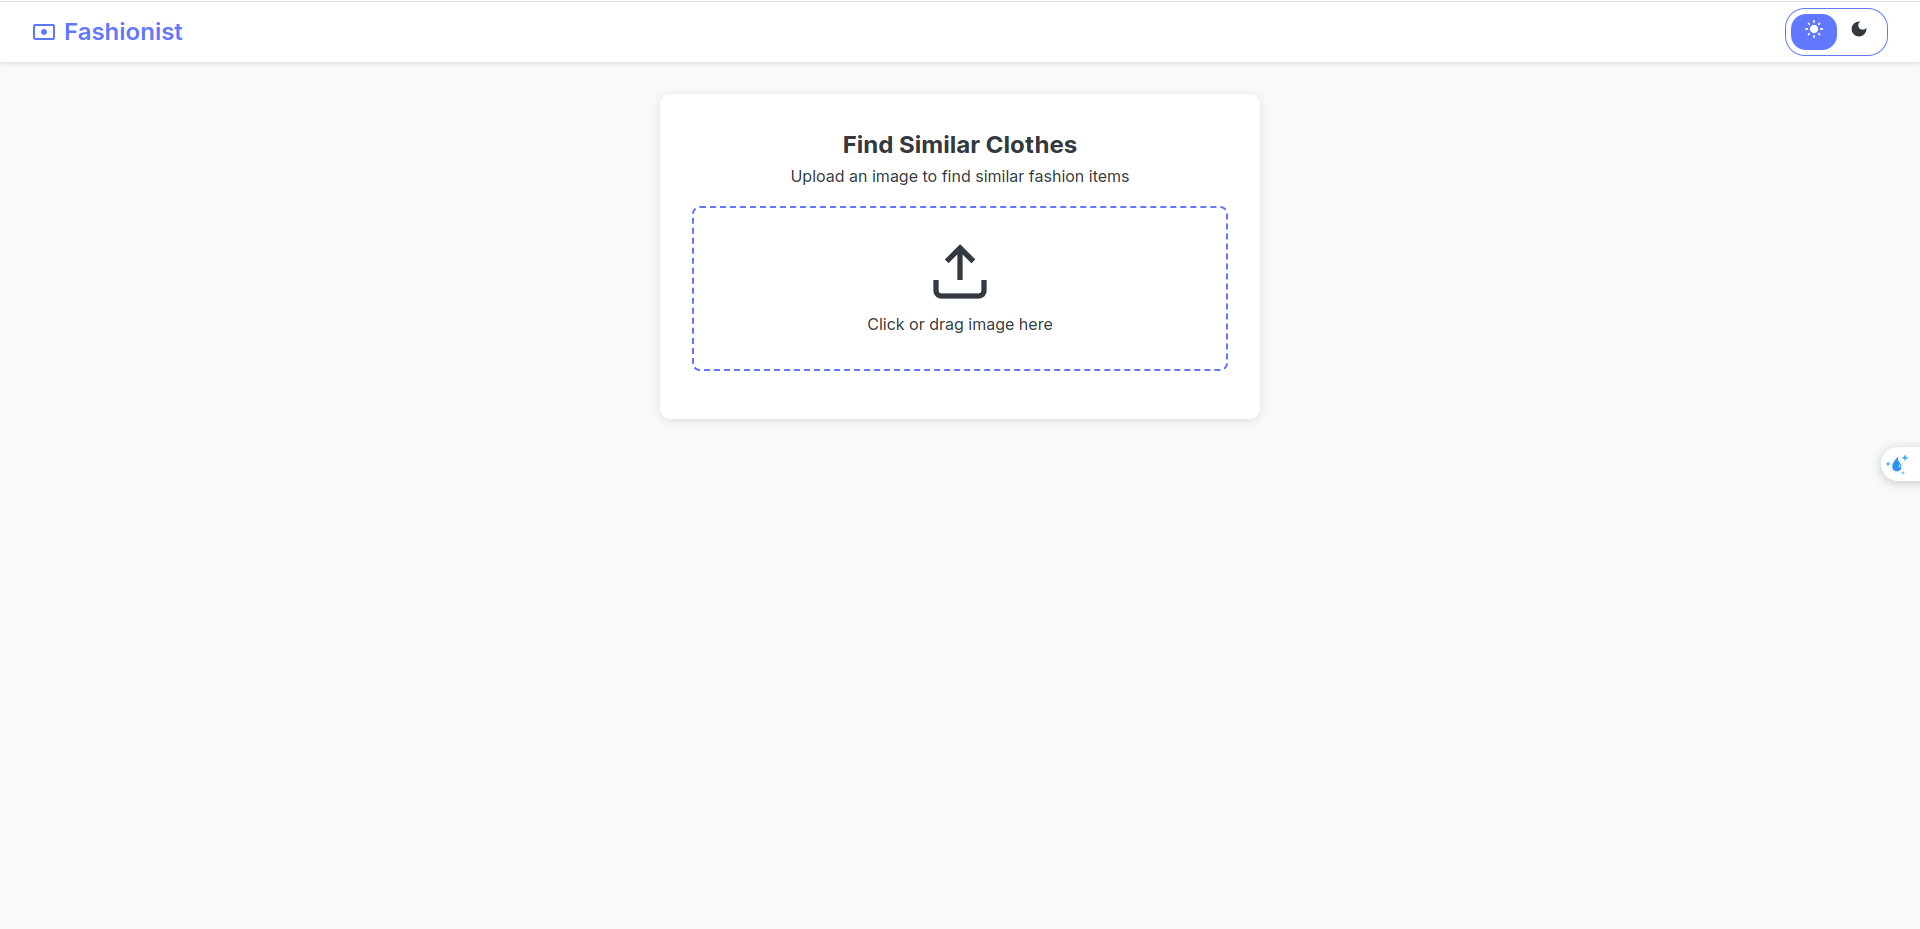 Fashionist
Find Similar Clothes
Upload an image to find similar fashion items
Click or drag image here